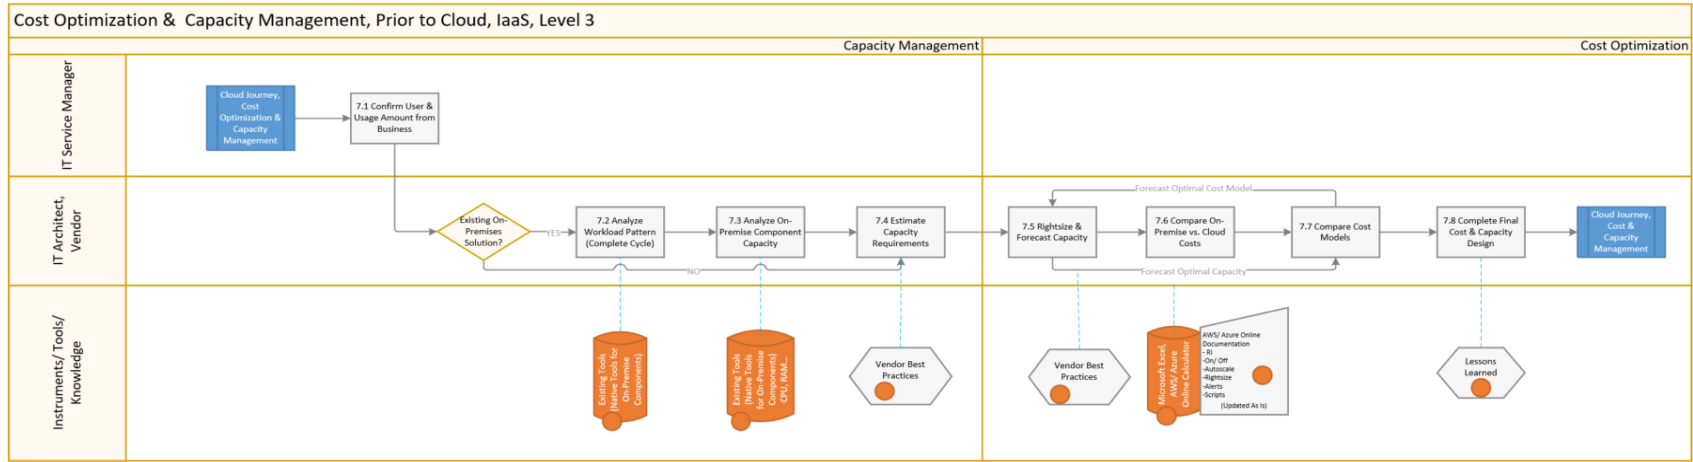 Cost Optimization &  Capacity Management, Prior to Cloud, IaaS, Level 3
Capacity Management
Cost Optimization
IT Service Manager
Cloud Journey,
Cost
Optimization &
Capacity
Management
7.1 Confirm User &
Usage Amount from
Business
IT Architect,
Vendor
Existing On-
Premises
Solution?
YES
NO
7.2 Analyze
Workload Pattern
(Complete Cycle)
7.3 Analyze On-
Premise Component
Capacity
7.4 Estimate
Capacity
Requirements
Forecast Optimal Cost Model
7.5 Rightsize &
Forecast Capacity
7.6 Compare On-
Premise vs. Cloud
Costs
7.7 Compare Cost
Models
Forecast Optimal Capacity
7.8 Complete Final
Cost & Capacity
Design
Cloud Journey,
Cost &
Capacity
Management
Instruments/ Tools/
Knowledge
Existing Tools
(Native Tools for
On-Premise
Components)
Existing Tools
(Native Tools
for On-Premise
Components)
CPU, RAM...
Vendor Best
Practices
Vendor Best
Practices
Microsoft Excel,
AWS/ Azure
Online Calculator
AWS/ Azure Online
Documentation
- RI
-On/ Off
-Autoscale
-Rightsize
-Alerts
-Scripts
(Updated As Is)
Lessons
Learned